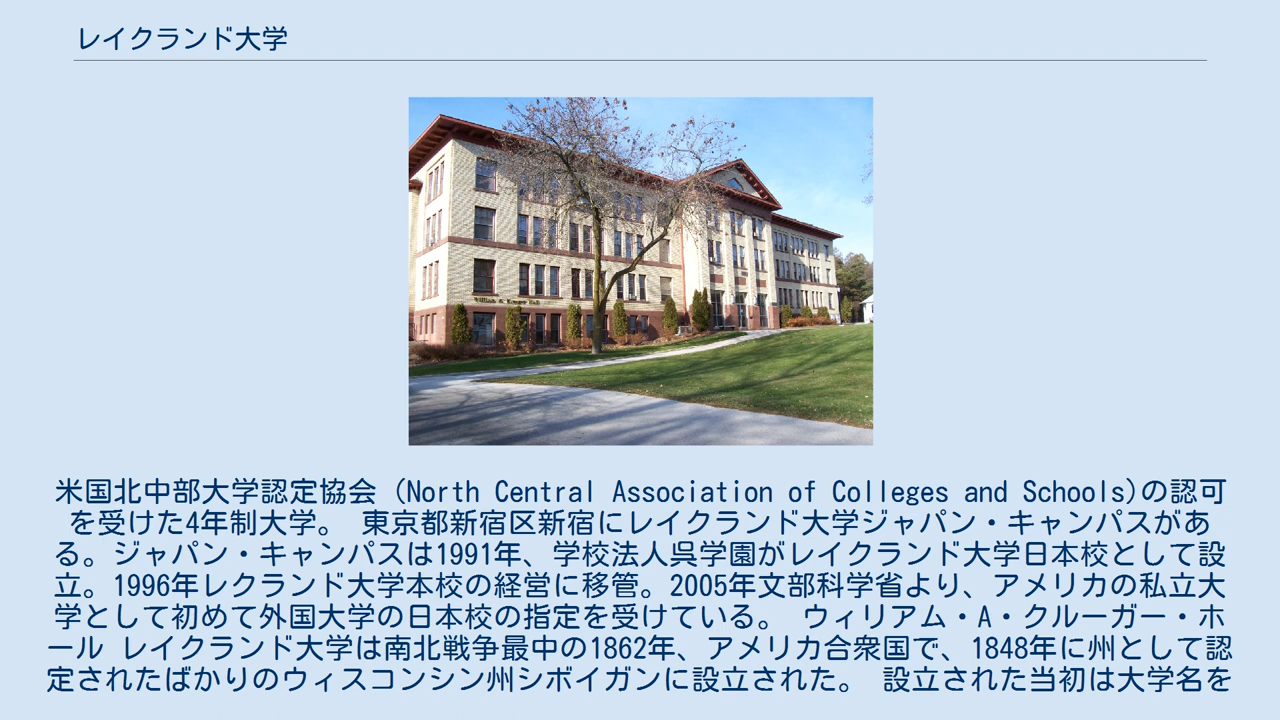 レイクランド大学
William A. Krueger Hall
米国北中部大学認定協会 (North Central Association of Colleges and Schools)の認可
を受けた4年制大学。 東京都新宿区新宿にレイクランド大学ジャパン・キャンパスがあ
る。ジャパン・キャンパスは1991年、学校法人呉学園がレイクランド大学日本校として設
立。1996年レクランド大学本校の経営に移管。2005年文部科学省より、アメリカの私立大
学として初めて外国大学の日本校の指定を受けている。 ウィリアム・A・クルーガー・ホ
ール レイクランド大学は南北戦争最中の1862年、アメリカ合衆国で、1848年に州として認
定されたばかりのウィスコンシン州シボイガンに設立された。 設立された当初は大学名を